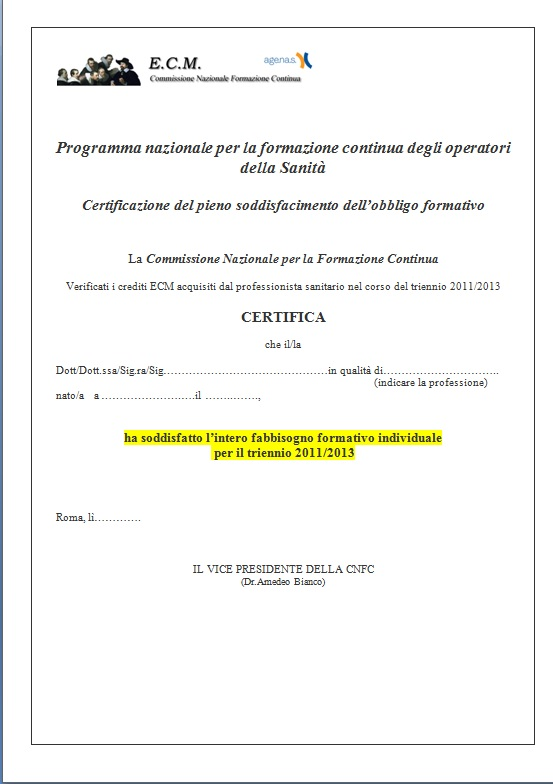 E.C.M.
agenas.
Commissione Nazionale Formazione Continua
Programma nazionale per la formazione continua degli operatori
della Sanità
Certificazione del pieno soddisfacimento dell'obbligo formativo
La Commissione Nazionale per la Formazione Continua
Verificati i crediti ECM acquisiti dal professionista sanitario nel corso del triennio 2011/2013
CERTIFICA
che il/la
Dott/Dott.ssa/Sig.ra/Sig……………………………………in qualità di…………………………
(indicare la professione)
nato/a a ……………………il …………..,
ha soddisfatto l'intero fabbisogno formativo individuale
per il triennio 2011/2013
Roma, lì…………
IL VICE PRESIDENTE DELLA CNFC
(Dr.Amedeo Bianco)